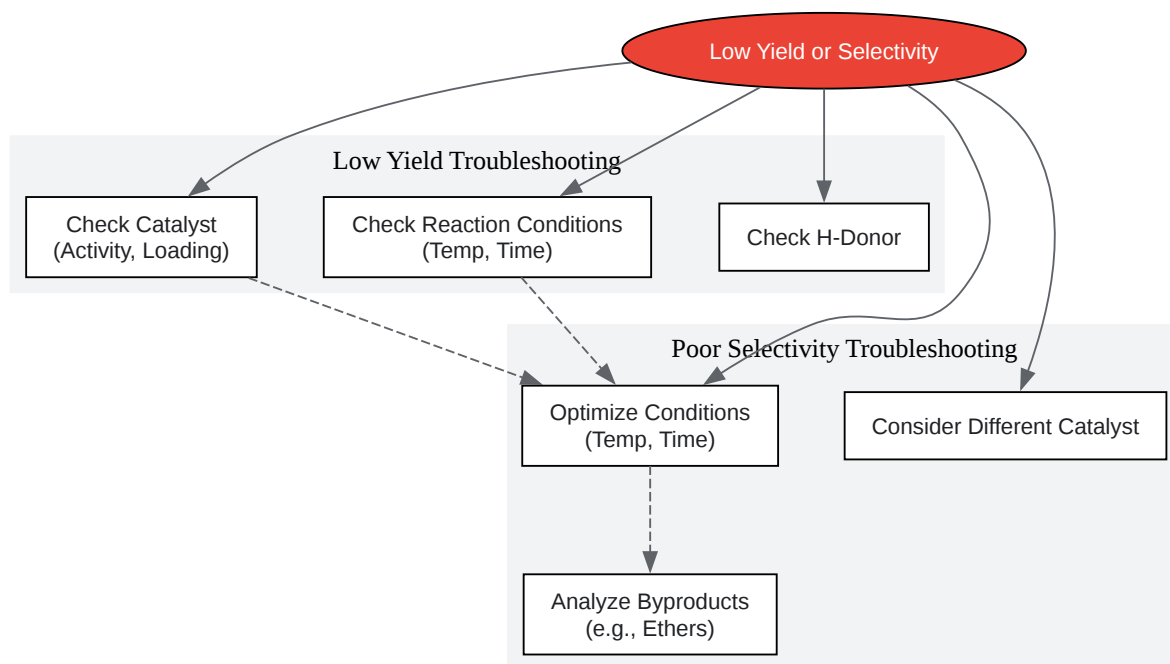 Low Yield or Selectivity
Low Yield Troubleshooting
Check Catalyst
(Activity, Loading)
Check Reaction Conditions
(Temp, Time)
Check H-Donor
Poor Selectivity Troubleshooting
Optimize Conditions
(Temp, Time)
Consider Different Catalyst
Analyze Byproducts
(e.g., Ethers)